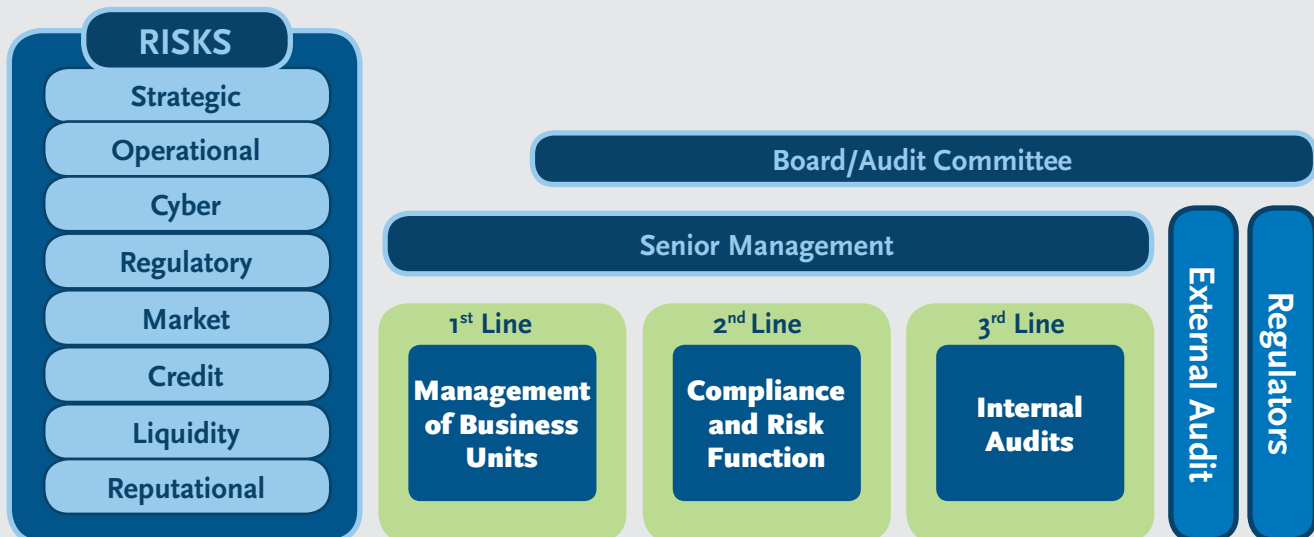 RISKS
Strategic
Operational
Cyber
Regulatory
Market
Credit
Liquidity
Reputational
Board/Audit Committee
Senior Management
1st Line
Management
of Business
Units
2nd Line
Compliance
and Risk
Function
3rd Line
Internal
Audits
External Audit
Regulators